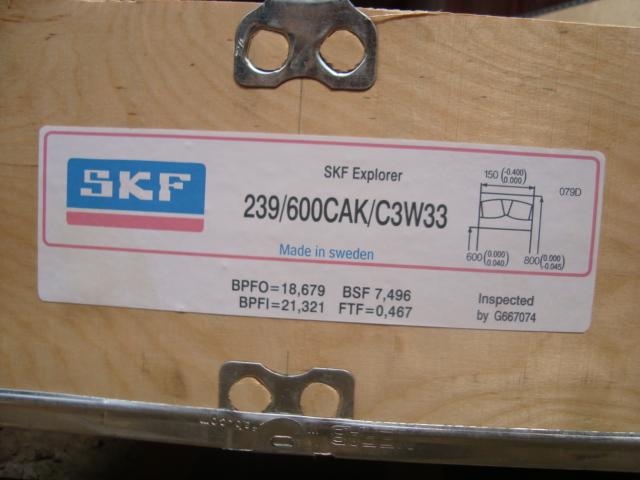 SKF
SKF Explorer
239/600CAK/C3W33
Made in sweden
150 (-0.400 0.000)
079D
600 (0.000 0.040)
800 (0.000 -0.045)
BPFO=18,679 BSF 7,496
BPFI=21,321 FTF=0,467
Inspected
by G667074